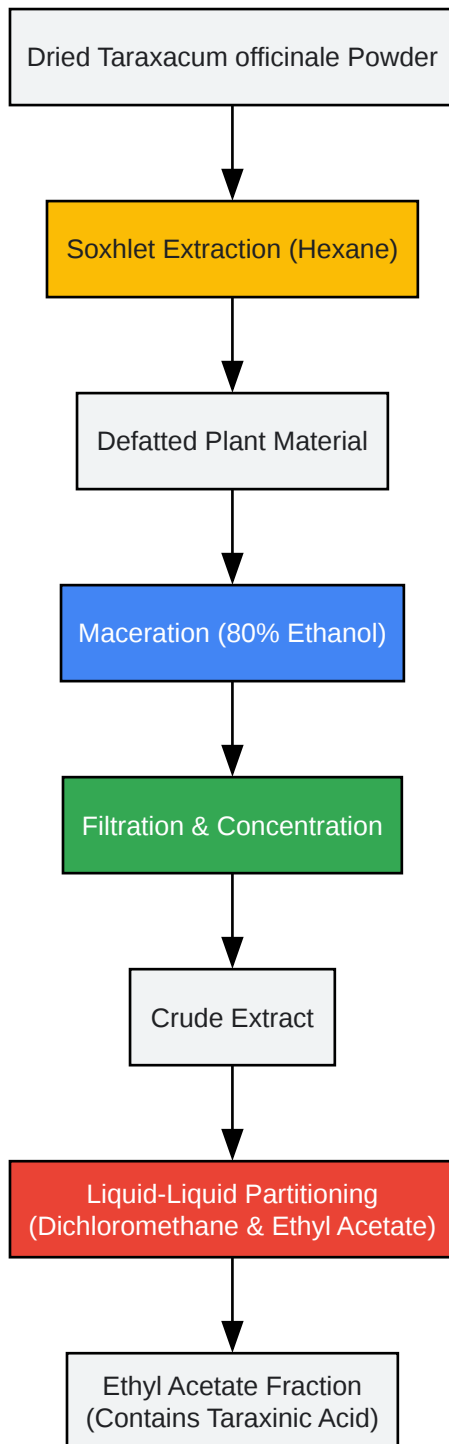 Dried Taraxacum officinale Powder
Soxhlet Extraction (Hexane)
Defatted Plant Material
Maceration (80% Ethanol)
Filtration & Concentration
Crude Extract
Liquid-Liquid Partitioning
(Dichloromethane & Ethyl Acetate)
Ethyl Acetate Fraction
(Contains Taraxinic Acid)